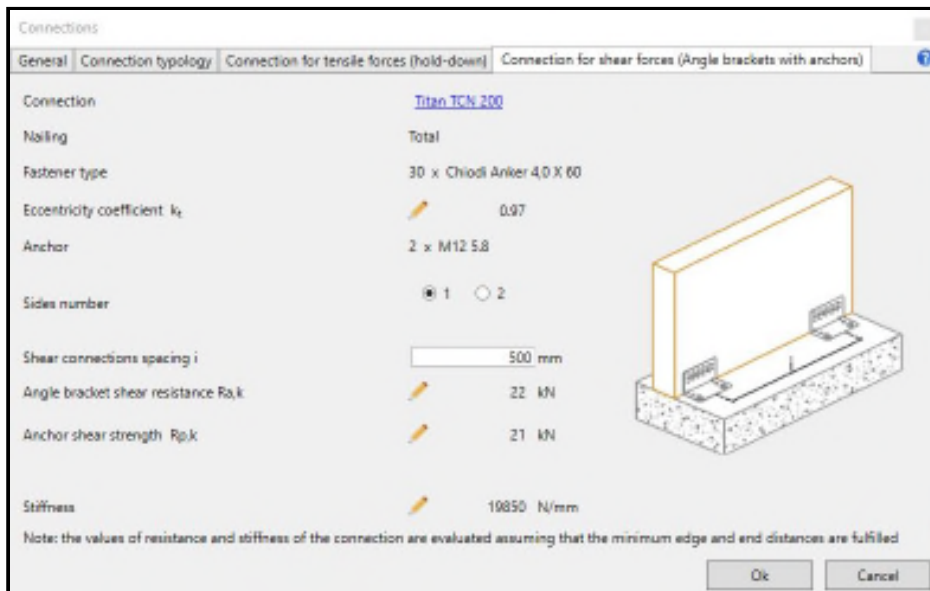 Connections
General Connection typology Connection for tensile forces (hold-down) Connection for shear forces (Angle brackets with anchors) ?
Connection Titan TCN 200
Nailing Total
Fastener type 30 x Chiodi Anker 4,0 X 60
Eccentricity coefficient kt 0.97
Anchor 2 x M12 5.8
Sides number 1 2
Shear connections spacing i 500 mm
Angle bracket shear resistance Ra,k 22 kN
Anchor shear strength Rp,k 21 kN
i
Stiffness 19850 N/mm
Note: the values of resistance and stiffness of the connection are evaluated assuming that the minimum edge and end distances are fulfilled
Ok Cancel